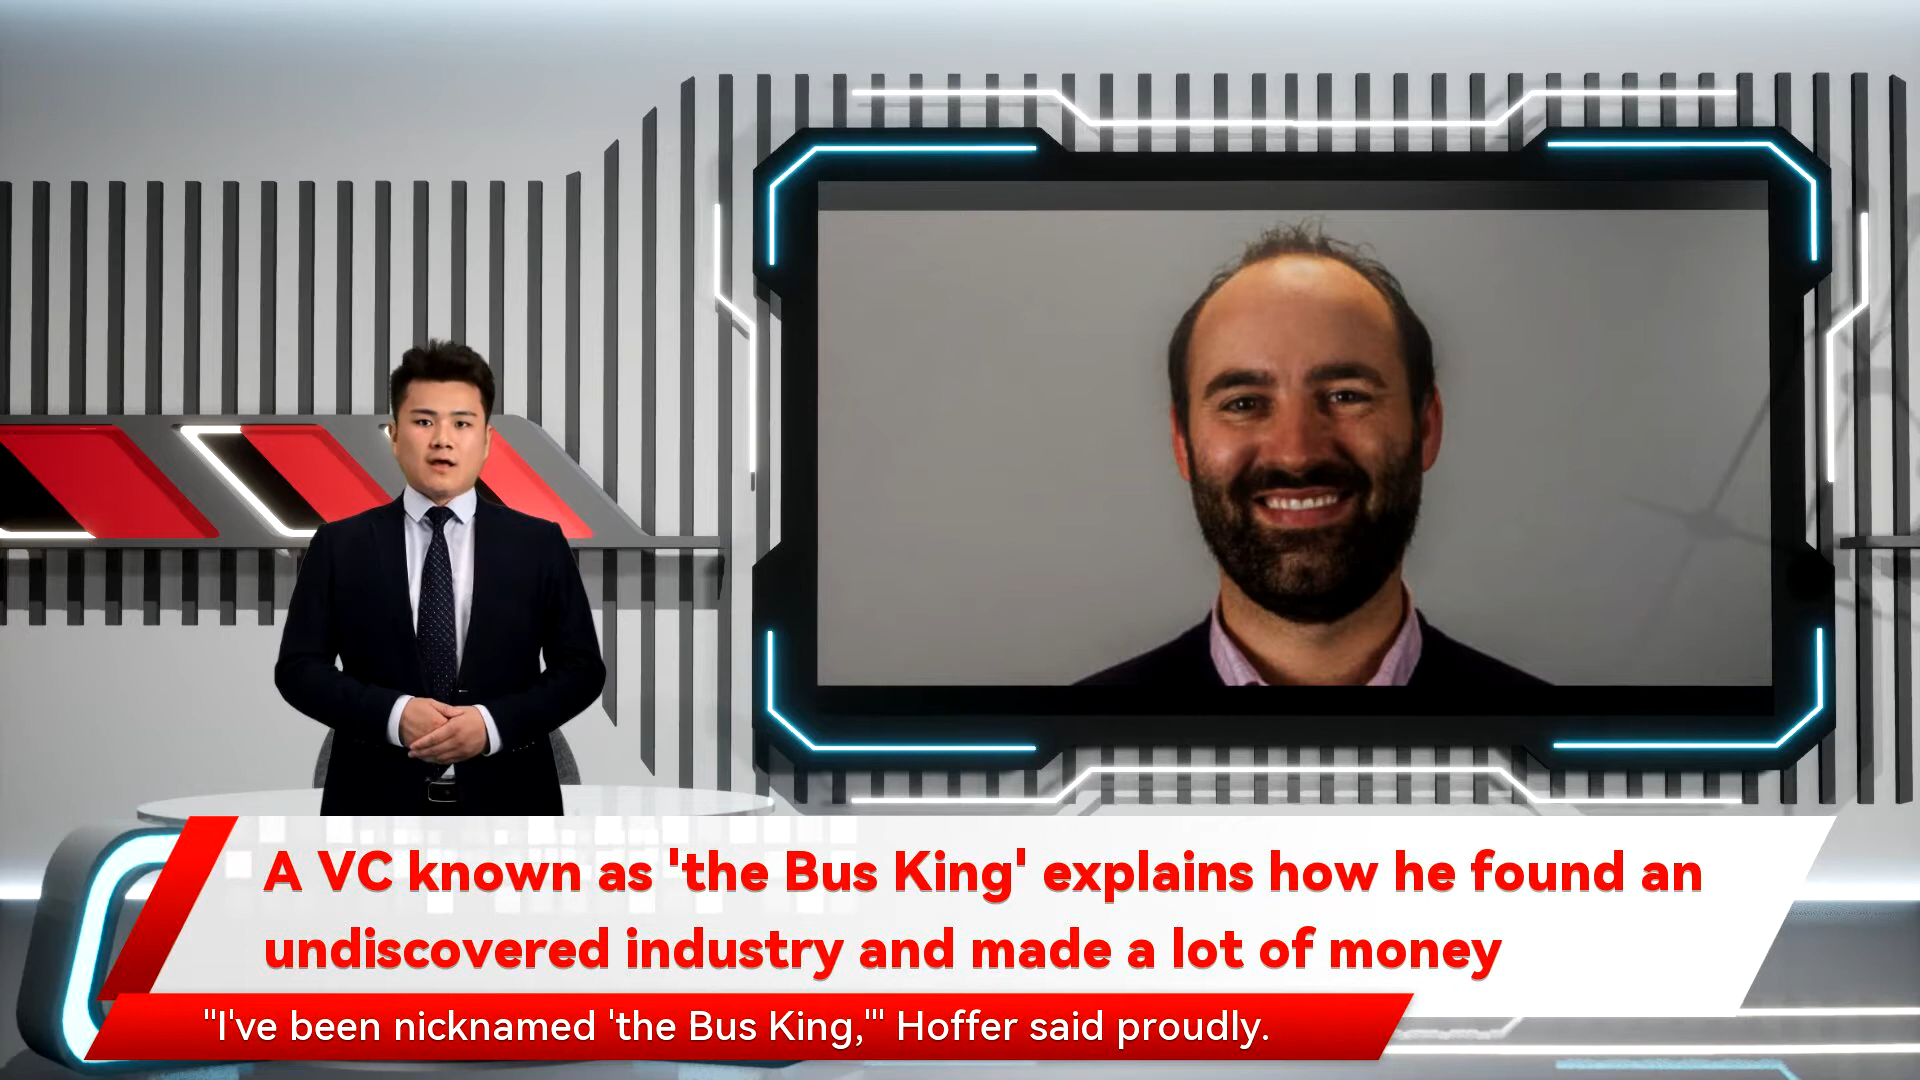 A VC known as 'the Bus King' explains how he found an
undiscovered industry and made a lot of money
"I've been nicknamed 'the Bus King,'" Hoffer said proudly.